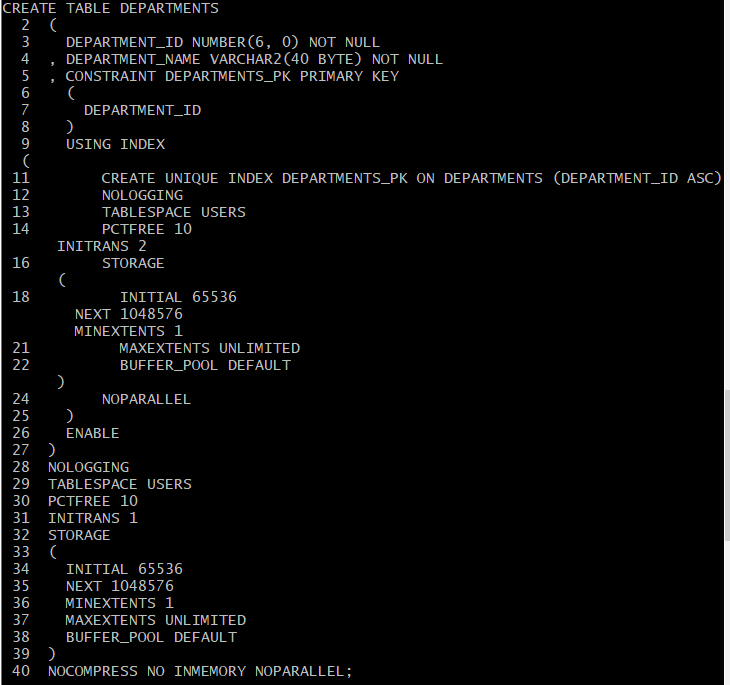 CREATE TABLE DEPARTMENTS
  2  (
  3    DEPARTMENT_ID NUMBER(6, 0) NOT NULL
  4  , DEPARTMENT_NAME VARCHAR2(40 BYTE) NOT NULL
  5  , CONSTRAINT DEPARTMENTS_PK PRIMARY KEY
  6    (
  7      DEPARTMENT_ID
  8    )
  9    USING INDEX
  (
 11        CREATE UNIQUE INDEX DEPARTMENTS_PK ON DEPARTMENTS (DEPARTMENT_ID ASC)
 12        NOLOGGING
 13        TABLESPACE USERS
 14        PCTFREE 10
      INITRANS 2
 16        STORAGE
      (
 18          INITIAL 65536
        NEXT 1048576
        MINEXTENTS 1
 21          MAXEXTENTS UNLIMITED
 22          BUFFER_POOL DEFAULT
      )
 24        NOPARALLEL
 25    )
 26    ENABLE
 27  )
 28  NOLOGGING
 29  TABLESPACE USERS
 30  PCTFREE 10
 31  INITRANS 1
 32  STORAGE
 33  (
 34    INITIAL 65536
 35    NEXT 1048576
 36    MINEXTENTS 1
 37    MAXEXTENTS UNLIMITED
 38    BUFFER_POOL DEFAULT
 39  )
 40  NOCOMPRESS NO INMEMORY NOPARALLEL;